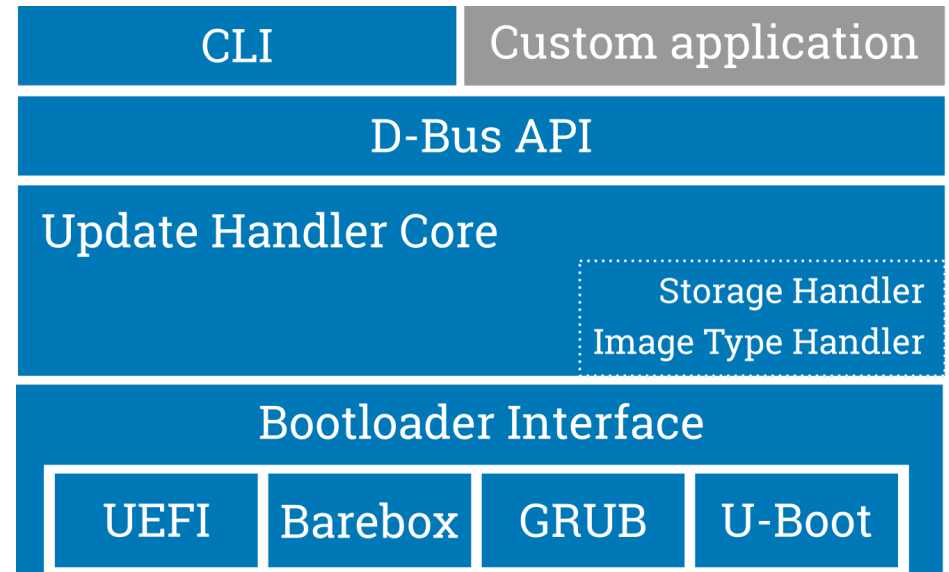 CLI
Custom application
D-Bus API
Update Handler Core
Storage Handler
Image Type Handler
Bootloader Interface
UEFI
Barebox
GRUB
U-Boot